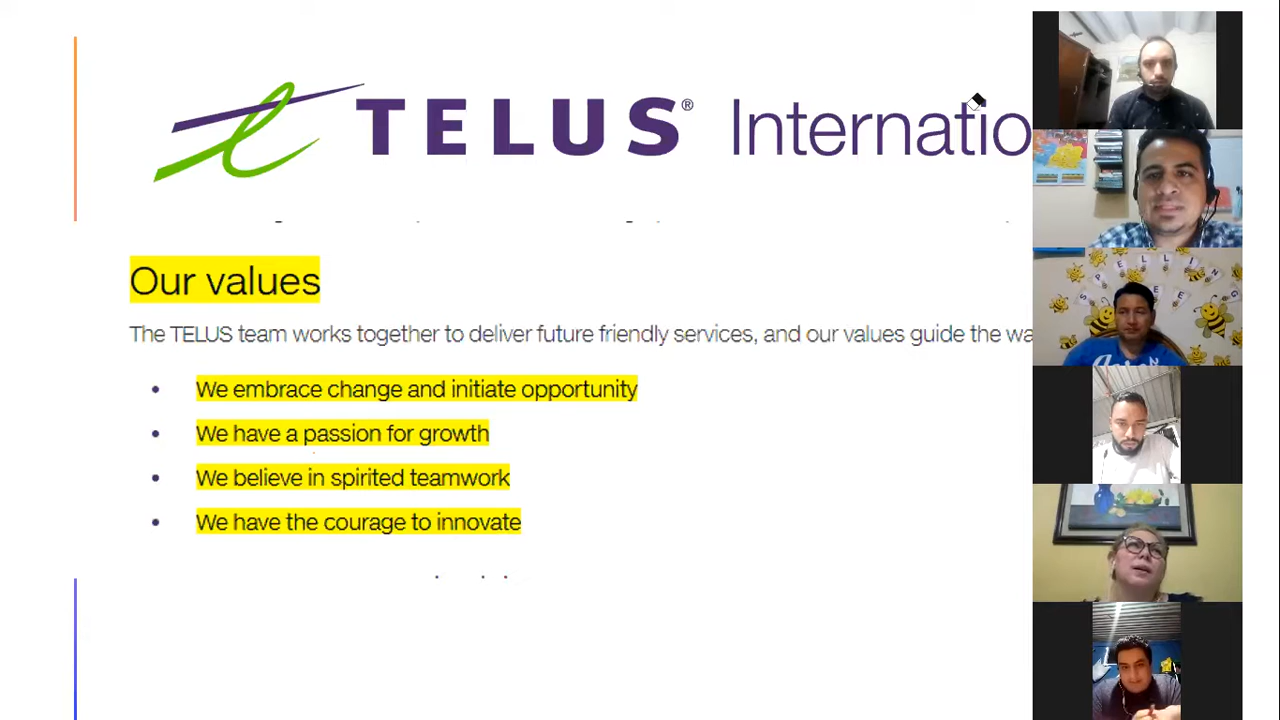 TELUS® Internatio
Our values
The TELUS team works together to deliver future friendly services, and our values guide the wa
• We embrace change and initiate opportunity
• We have a passion for growth
• We believe in spirited teamwork
• We have the courage to innovate
SPELLING
BEE